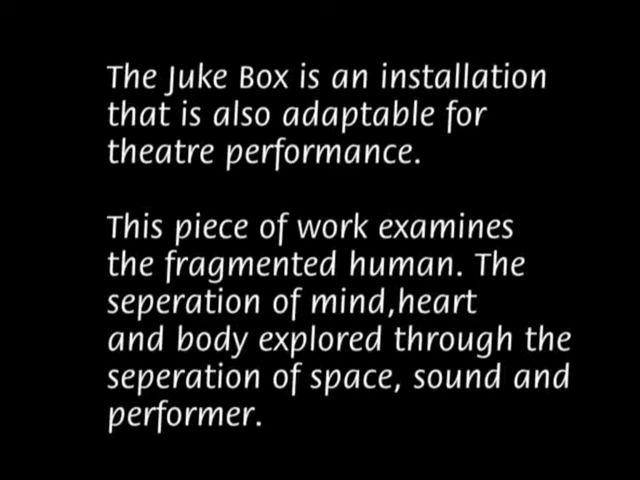 The Juke Box is an installation
that is also adaptable for
theatre performance.
This piece of work examines
the fragmented human. The
seperation of mind,heart
and body explored through the
seperation of space, sound and
performer.